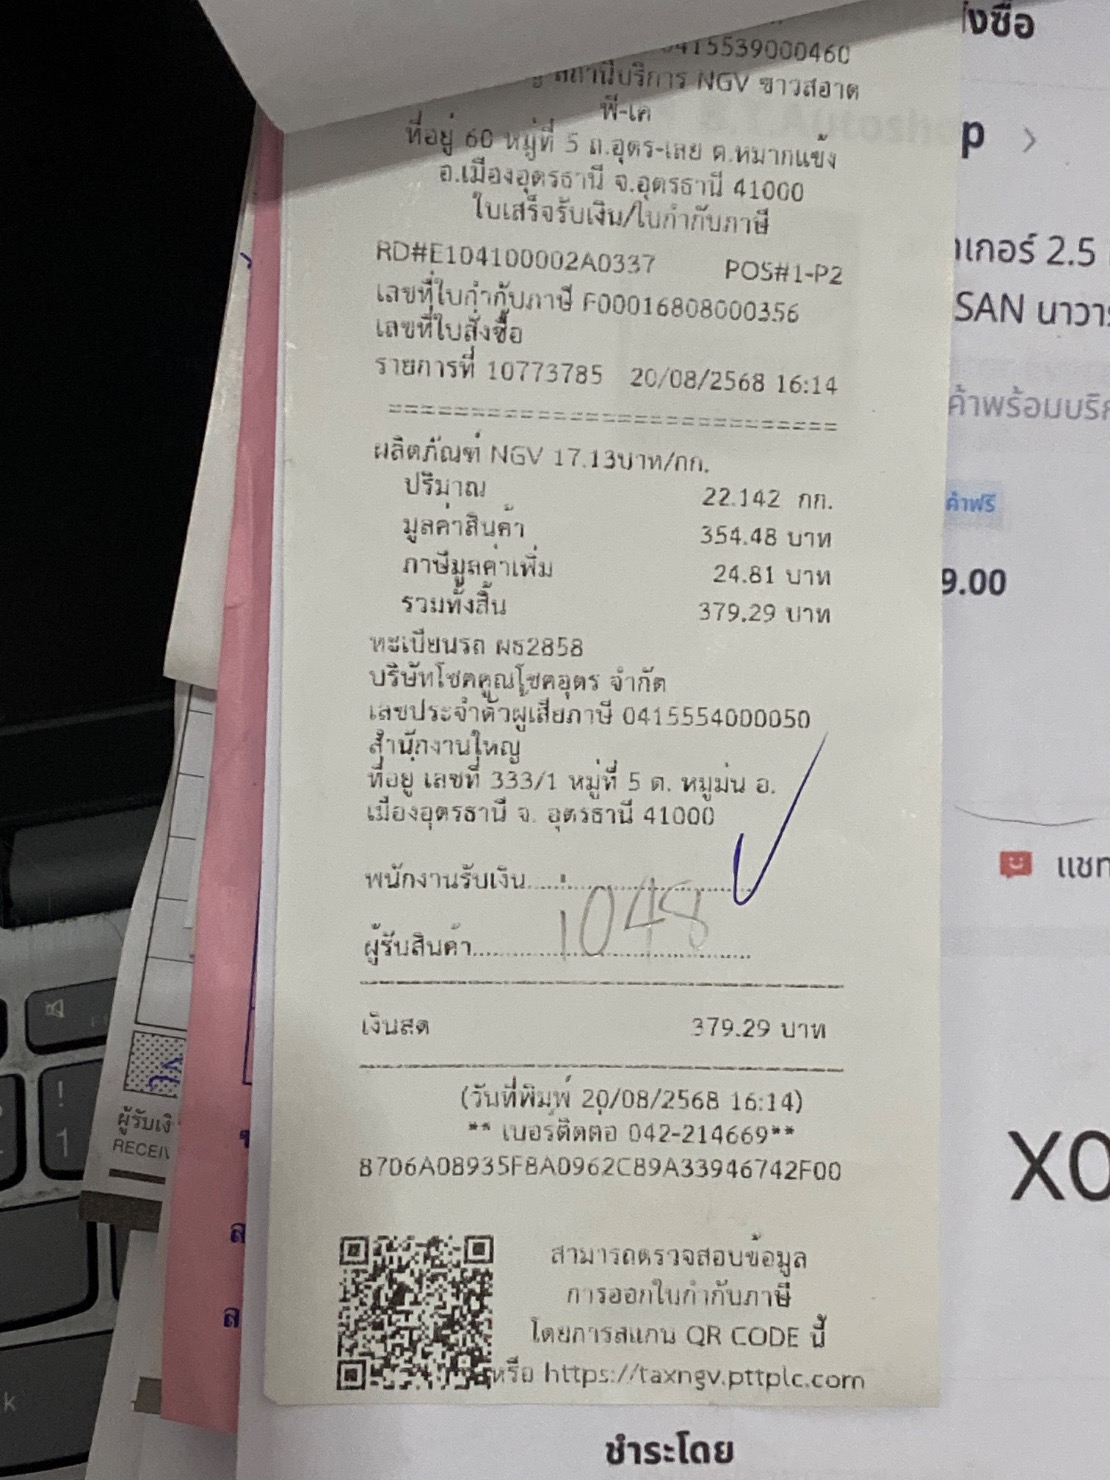 0415539000460
สถานีบริการ NGV ขาวสอาด
พี-เค
ที่อยู่ 60 หมู่ที่ 5 ถ.อุดร-เลย ต.หมากแข้ง
อ.เมืองอุดรธานี จ.อุดรธานี 41000
ใบเสร็จรับเงิน/ใบกำกับภาษี
RD#E104100002A0337 POS#1-P2
เลขที่ใบกำกับภาษี F00016808000356
เลขที่ใบสั่งซื้อ
รายการที่ 10773785 20/08/2568 16:14
================================
ผลิตภัณฑ์ NGV 17.13บาท/กก.
ปริมาณ 22.142 กก.
มูลค่าสินค้า 354.48 บาท
ภาษีมูลค่าเพิ่ม 24.81 บาท
รวมทั้งสิ้น 379.29 บาท
ทะเบียนรถ ผธ2858
บริษัทโชคคูณโชคอุดร จำกัด
เลขประจำตัวผู้เสียภาษี 0415554000050
สำนักงานใหญ่
ที่อยู่ เลขที่ 333/1 หมู่ที่ 5 ต. หมูม่น อ.
เมืองอุดรธานี จ. อุดรธานี 41000
พนักงานรับเงิน
1048
ผู้รับสินค้า
เงินสด 379.29 บาท
(วันที่พิมพ์ 20/08/2568 16:14)
** เบอร์ติดต่อ 042-214669**
8706A08935F8A0962C89A33946742F00
สามารถตรวจสอบข้อมูล
การออกใบกำกับภาษี
โดยการสแกน QR CODE นี้
หรือ https://taxngv.pttplc.com
งซื้อ
p >
าเกอร์ 2.5
SAN นาวา
ค้าพร้อมบริก
ค้าฟรี
9.00
แชท
X0
ชำระโดย
ผู้รับเงิ
RECEIV